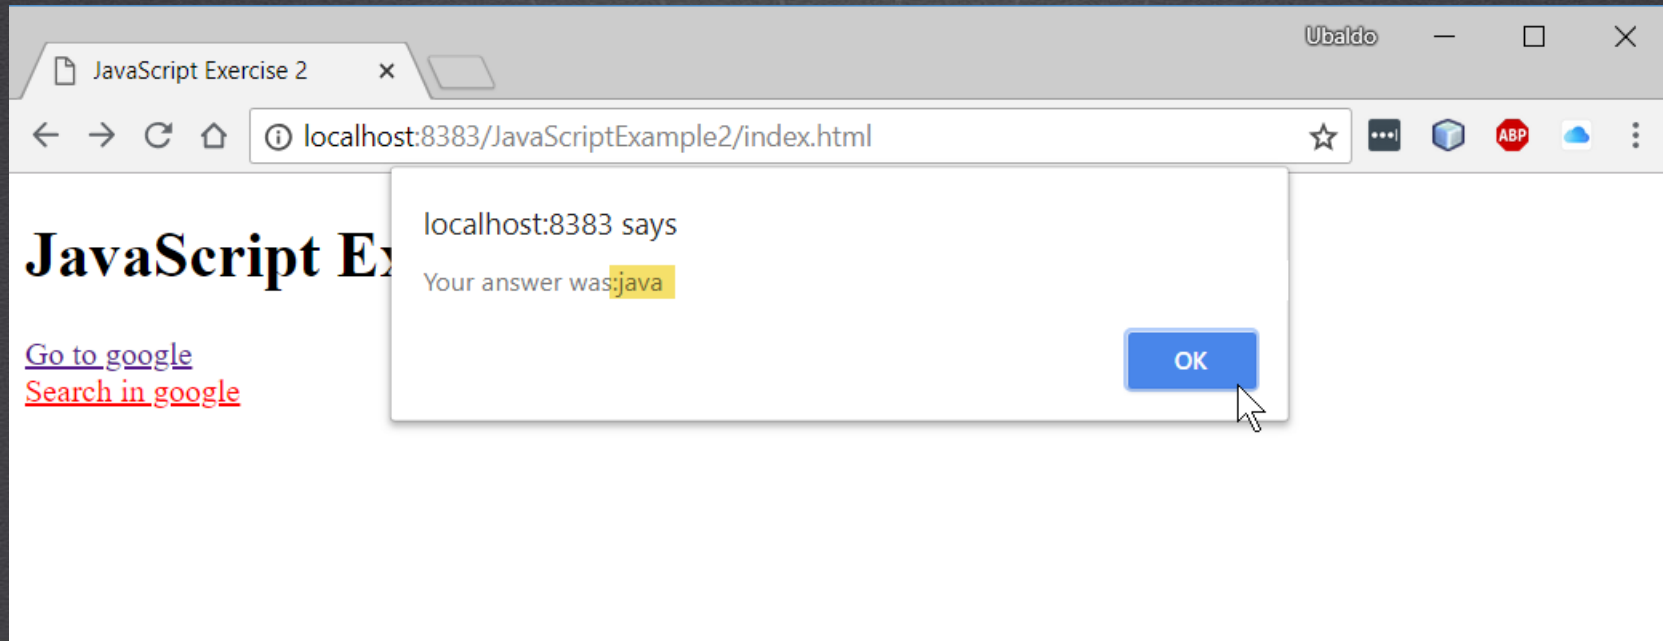 Ubaldo
JavaScript Exercise 2
localhost:8383/JavaScriptExample2/index.html
ABP
localhost:8383 says
Your answer was:java
OK
JavaScript
Go to google
Search in google